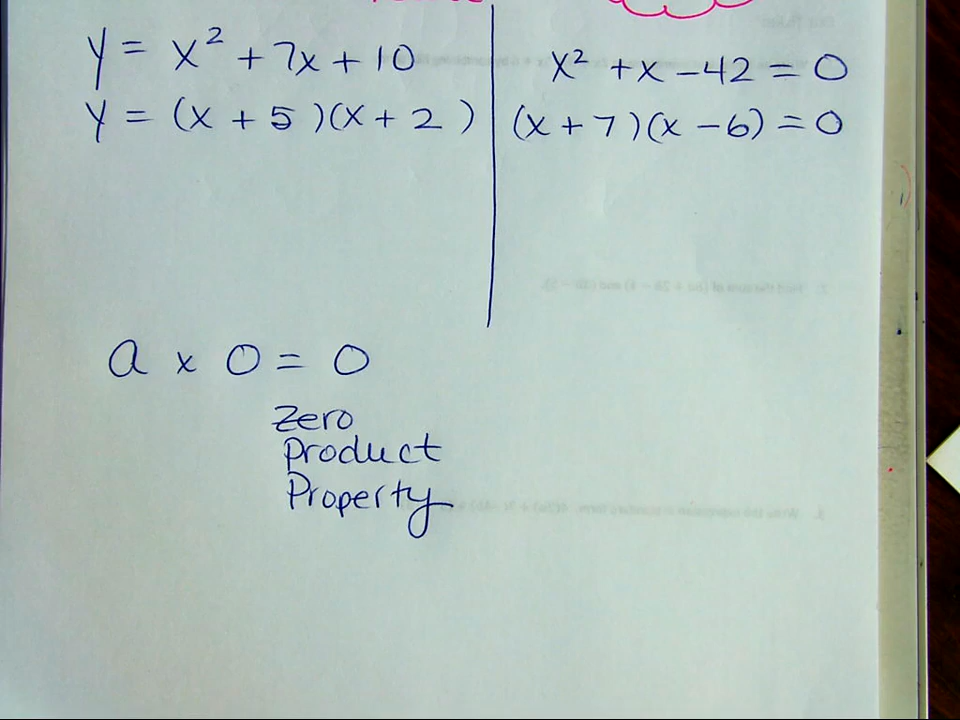 y = x² + 7x + 10
y = (x + 5)(x + 2)
x² + x - 42 = 0
(x + 7)(x - 6) = 0
a x 0 = 0
Zero
Product
Property